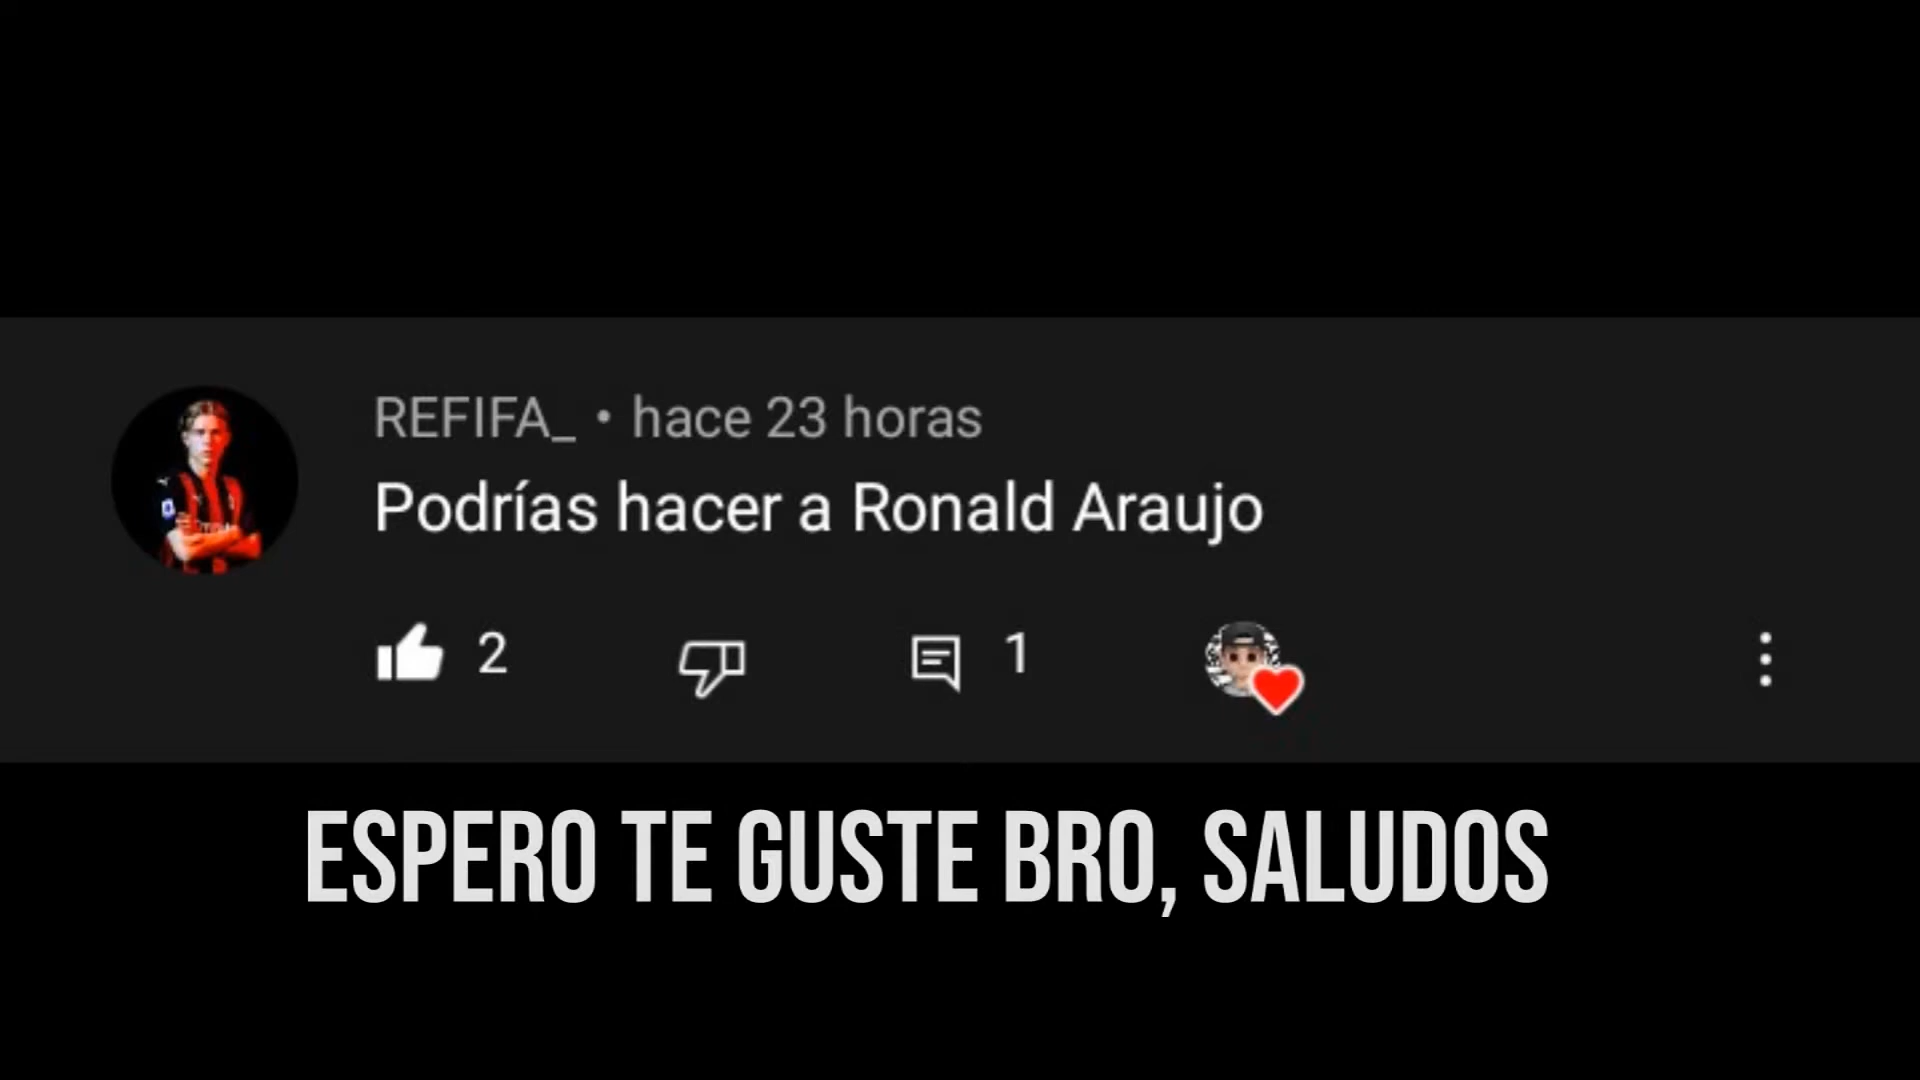 REFIFA_ • hace 23 horas
Podrías hacer a Ronald Araujo
2
1
ESPERO TE GUSTE BRO, SALUDOS